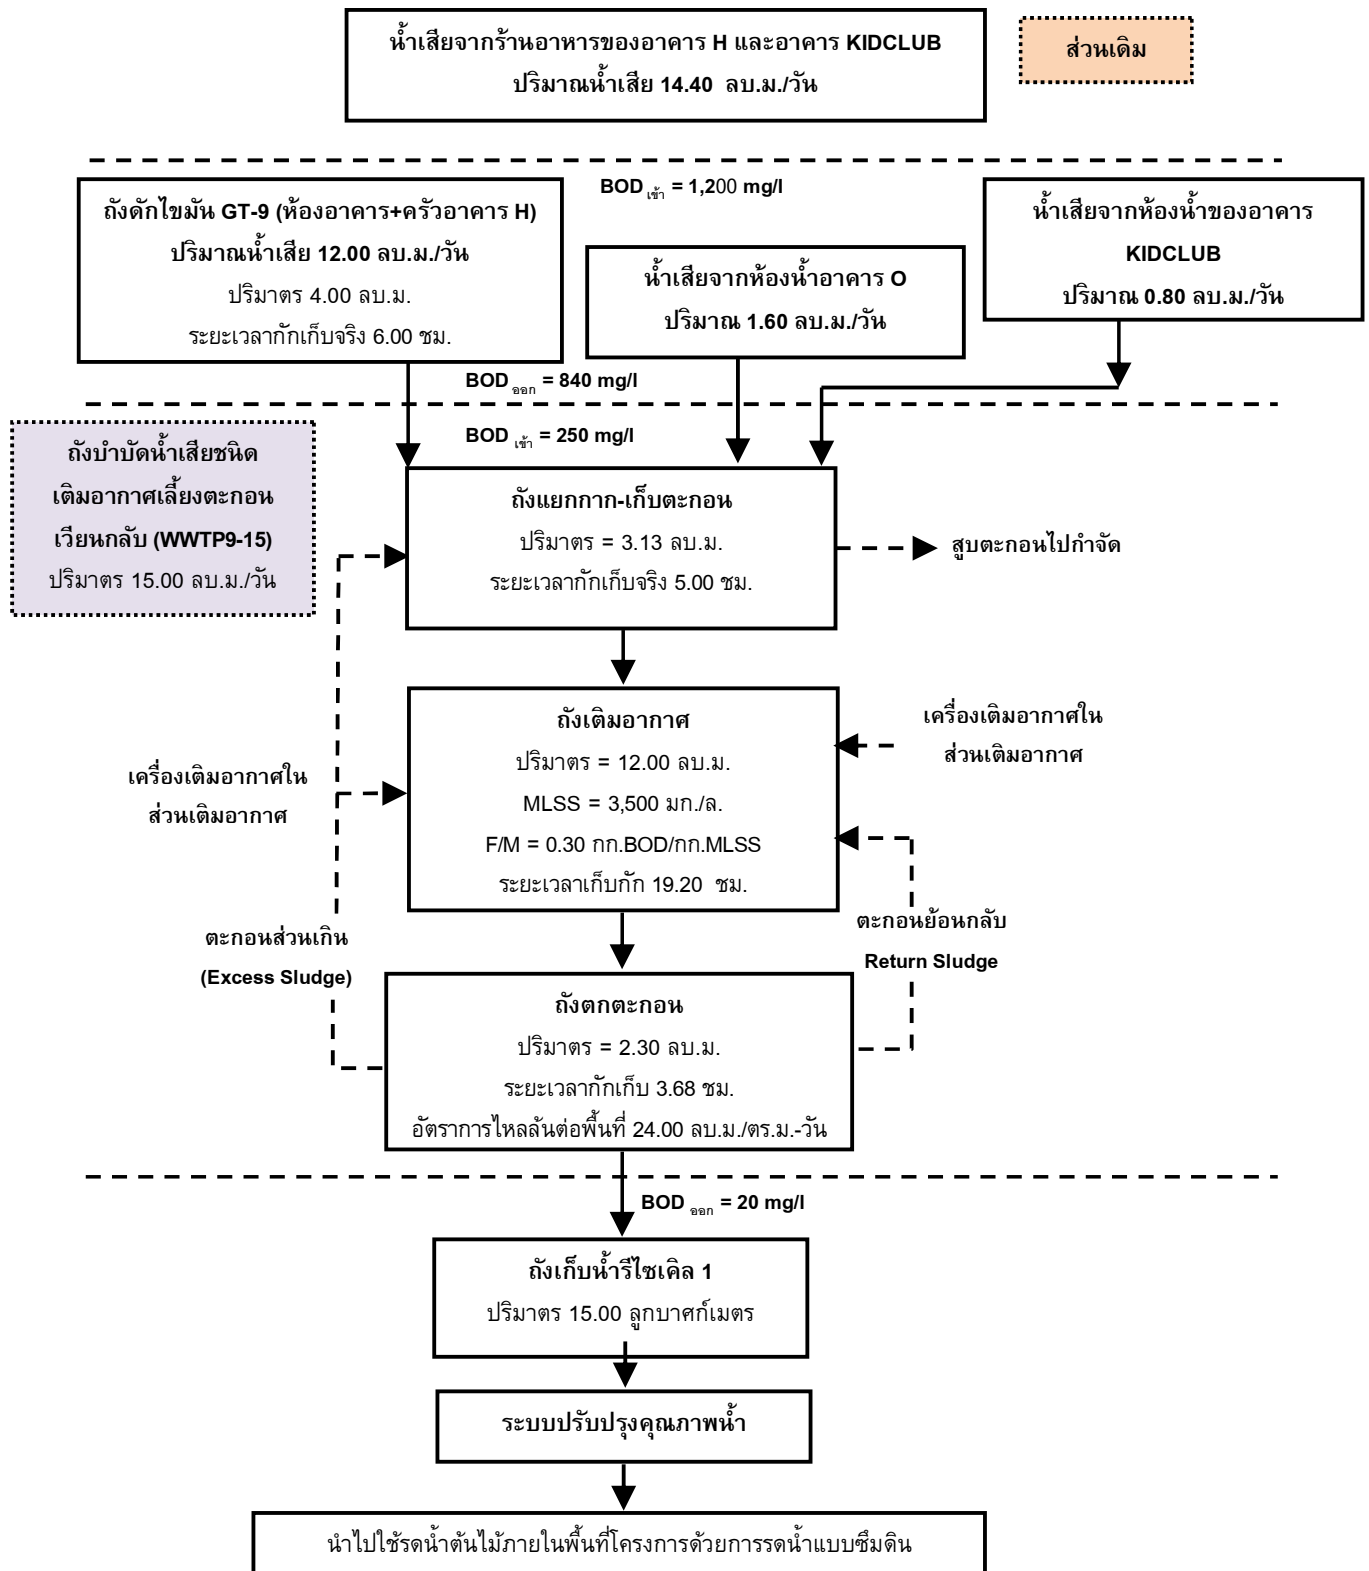 น้ำเสียจากร้านอาหารของอาคาร H และอาคาร KIDCLUB
ปริมาณน้ำเสีย 14.40 ลบ.ม./วัน
ส่วนเดิม
BOD เข้า = 1,200 mg/l
ถังดักไขมัน GT-9 (ห้องอาคาร+ครัวอาคาร H)
ปริมาณน้ำเสีย 12.00 ลบ.ม./วัน
ปริมาตร 4.00 ลบ.ม.
ระยะเวลากักเก็บจริง 6.00 ชม.
น้ำเสียจากห้องน้ำอาคาร O
ปริมาณ 1.60 ลบ.ม./วัน
น้ำเสียจากห้องน้ำของอาคาร
KIDCLUB
ปริมาณ 0.80 ลบ.ม./วัน
BOD ออก = 840 mg/l
BOD เข้า = 250 mg/l
ถังบำบัดน้ำเสียชนิด
เติมอากาศเลี้ยงตะกอน
เวียนกลับ (WWTP9-15)
ปริมาตร 15.00 ลบ.ม./วัน
ถังแยกกาก-เก็บตะกอน
ปริมาตร = 3.13 ลบ.ม.
ระยะเวลากักเก็บจริง 5.00 ชม.
สูบตะกอนไปกำจัด
ถังเติมอากาศ
ปริมาตร = 12.00 ลบ.ม.
MLSS = 3,500 มก./ล.
F/M = 0.30 กก.BOD/กก.MLSS
ระยะเวลาเก็บกัก 19.20 ชม.
เครื่องเติมอากาศใน
ส่วนเติมอากาศ
เครื่องเติมอากาศใน
ส่วนเติมอากาศ
ตะกอนส่วนเกิน
(Excess Sludge)
ตะกอนย้อนกลับ
Return Sludge
ถังตกตะกอน
ปริมาตร = 2.30 ลบ.ม.
ระยะเวลากักเก็บ 3.68 ชม.
อัตราการไหลล้นต่อพื้นที่ 24.00 ลบ.ม./ตร.ม.-วัน
BOD ออก = 20 mg/l
ถังเก็บน้ำรีไซเคิล 1
ปริมาตร 15.00 ลูกบาศก์เมตร
ระบบปรับปรุงคุณภาพน้ำ
นำไปใช้รดน้ำต้นไม้ภายในพื้นที่โครงการด้วยการรดน้ำแบบซึมดิน